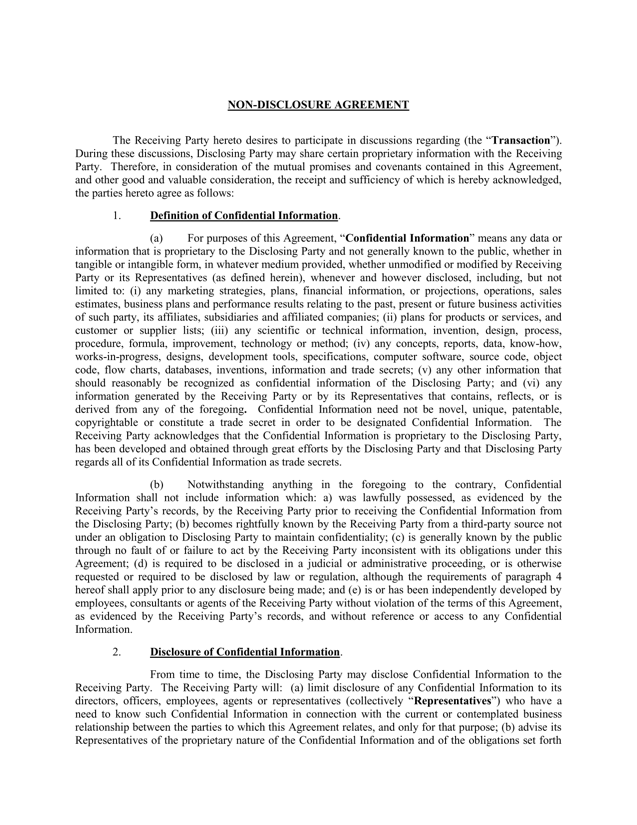 NON-DISCLOSURE AGREEMENT
The Receiving Party hereto desires to participate in discussions regarding (the “Transaction”).
During these discussions, Disclosing Party may share certain proprietary information with the Receiving
Party. Therefore, in consideration of the mutual promises and covenants contained in this Agreement,
and other good and valuable consideration, the receipt and sufficiency of which is hereby acknowledged,
the parties hereto agree as follows:
1. Definition of Confidential Information.
(a) For purposes of this Agreement, “Confidential Information” means any data or
information that is proprietary to the Disclosing Party and not generally known to the public, whether in
tangible or intangible form, in whatever medium provided, whether unmodified or modified by Receiving
Party or its Representatives (as defined herein), whenever and however disclosed, including, but not
limited to: (i) any marketing strategies, plans, financial information, or projections, operations, sales
estimates, business plans and performance results relating to the past, present or future business activities
of such party, its affiliates, subsidiaries and affiliated companies; (ii) plans for products or services, and
customer or supplier lists; (iii) any scientific or technical information, invention, design, process,
procedure, formula, improvement, technology or method; (iv) any concepts, reports, data, know-how,
works-in-progress, designs, development tools, specifications, computer software, source code, object
code, flow charts, databases, inventions, information and trade secrets; (v) any other information that
should reasonably be recognized as confidential information of the Disclosing Party; and (vi) any
information generated by the Receiving Party or by its Representatives that contains, reflects, or is
derived from any of the foregoing. Confidential Information need not be novel, unique, patentable,
copyrightable or constitute a trade secret in order to be designated Confidential Information. The
Receiving Party acknowledges that the Confidential Information is proprietary to the Disclosing Party,
has been developed and obtained through great efforts by the Disclosing Party and that Disclosing Party
regards all of its Confidential Information as trade secrets.
(b) Notwithstanding anything in the foregoing to the contrary, Confidential
Information shall not include information which: a) was lawfully possessed, as evidenced by the
Receiving Party’s records, by the Receiving Party prior to receiving the Confidential Information from
the Disclosing Party; (b) becomes rightfully known by the Receiving Party from a third-party source not
under an obligation to Disclosing Party to maintain confidentiality; (c) is generally known by the public
through no fault of or failure to act by the Receiving Party inconsistent with its obligations under this
Agreement; (d) is required to be disclosed in a judicial or administrative proceeding, or is otherwise
requested or required to be disclosed by law or regulation, although the requirements of paragraph 4
hereof shall apply prior to any disclosure being made; and (e) is or has been independently developed by
employees, consultants or agents of the Receiving Party without violation of the terms of this Agreement,
as evidenced by the Receiving Party’s records, and without reference or access to any Confidential
Information.
2. Disclosure of Confidential Information.
From time to time, the Disclosing Party may disclose Confidential Information to the
Receiving Party. The Receiving Party will: (a) limit disclosure of any Confidential Information to its
directors, officers, employees, agents or representatives (collectively “Representatives”) who have a
need to know such Confidential Information in connection with the current or contemplated business
relationship between the parties to which this Agreement relates, and only for that purpose; (b) advise its
Representatives of the proprietary nature of the Confidential Information and of the obligations set forth